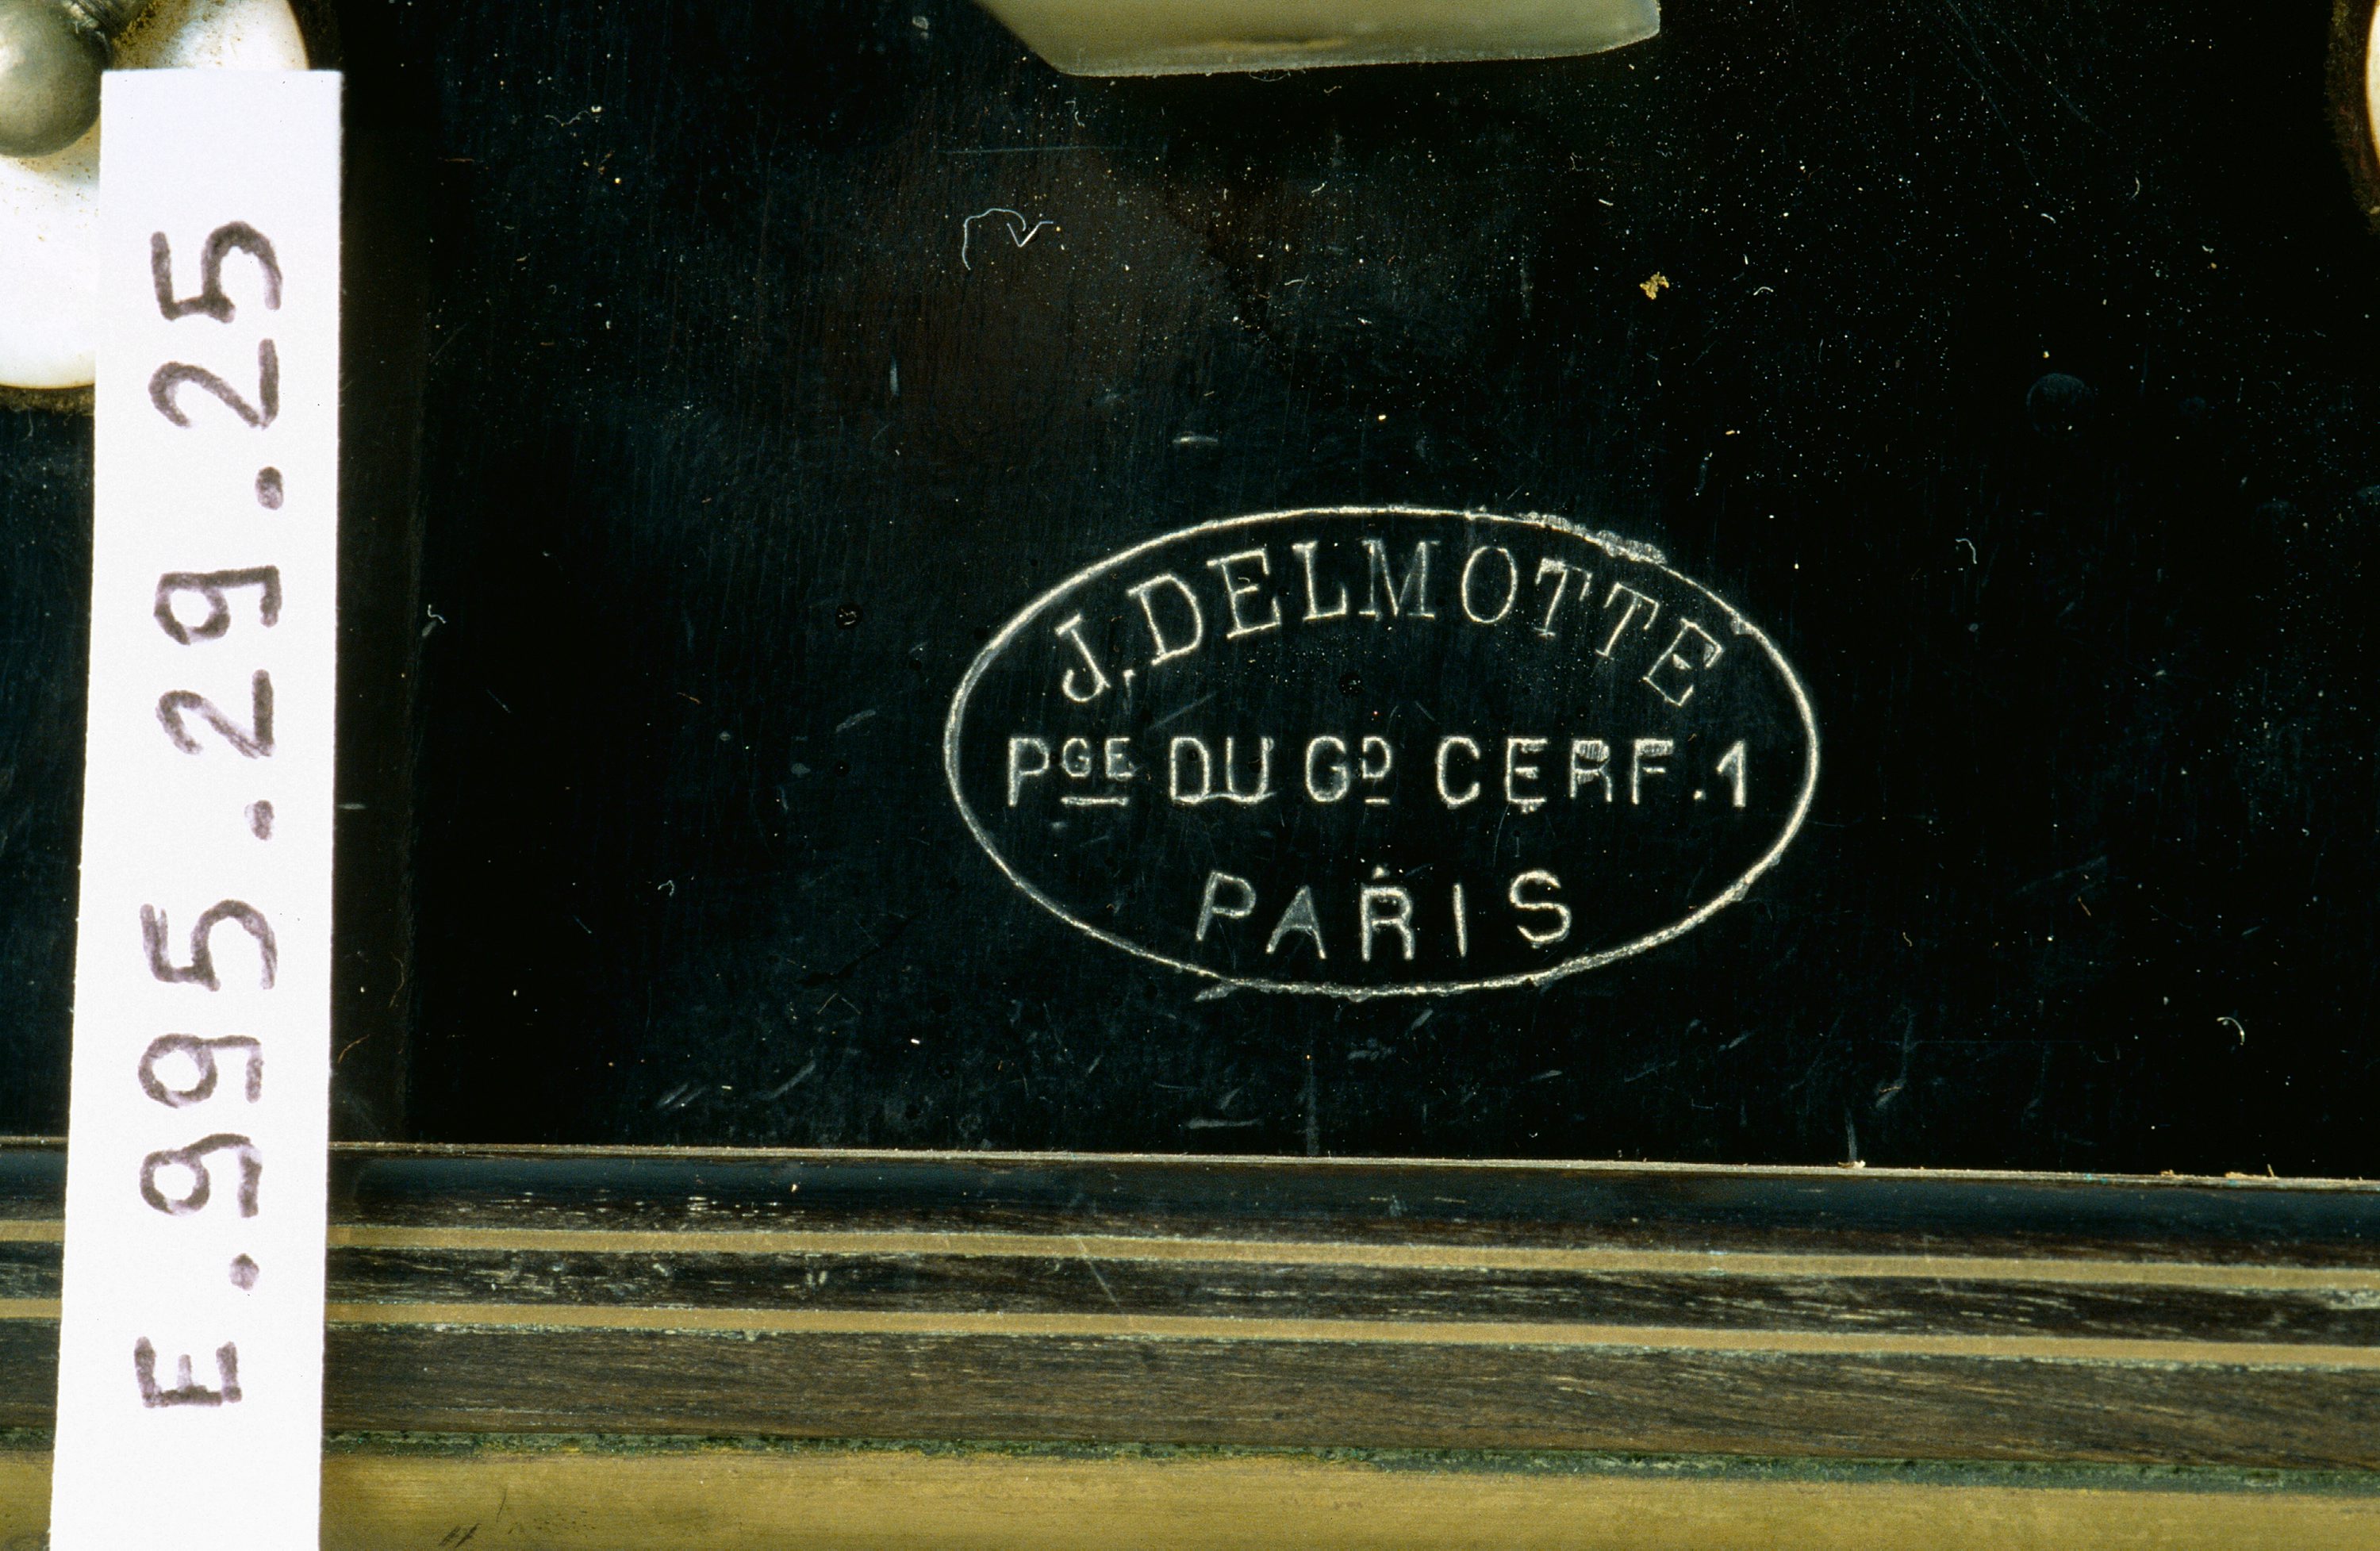 E.995.29.25
J. DELMOTTE
PGE DU GD CERF.1
PARIS